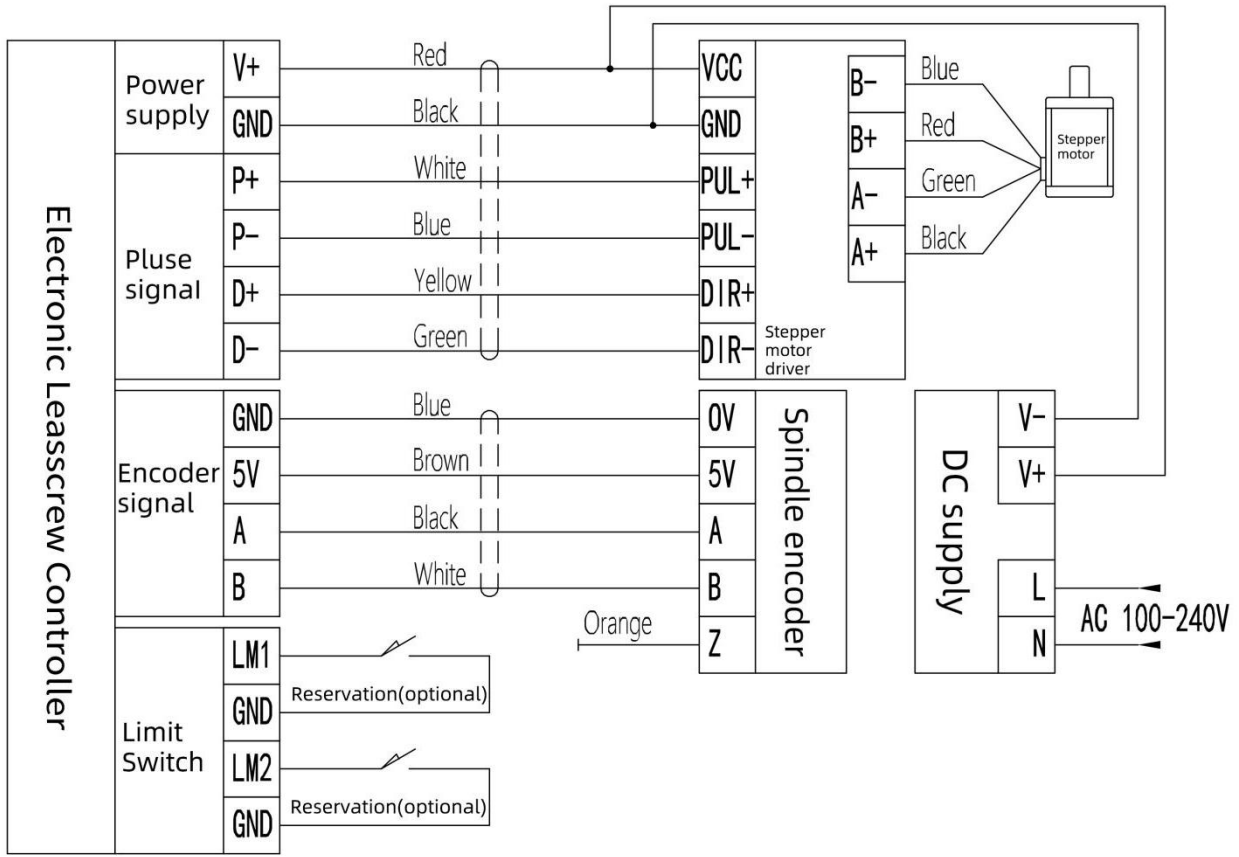 Electronic Leasscrew Controller
Power
supply
V+
GND
Pluse
signal
P+
P-
D+
D-
Encoder
signal
GND
5V
A
B
Limit
Switch
LM1
GND
LM2
GND
Red
Black
White
Blue
Yellow
Green
Blue
Brown
Black
White
Orange
Reservation(optional)
Reservation(optional)
VCC
GND
PUL+
PUL-
DIR+
DIR-
Stepper
motor
driver
B-
B+
A-
A+
Blue
Red
Green
Black
Stepper
motor
0V
5V
A
B
Z
Spindle encoder
DC supply
V-
V+
L
N
AC 100-240V